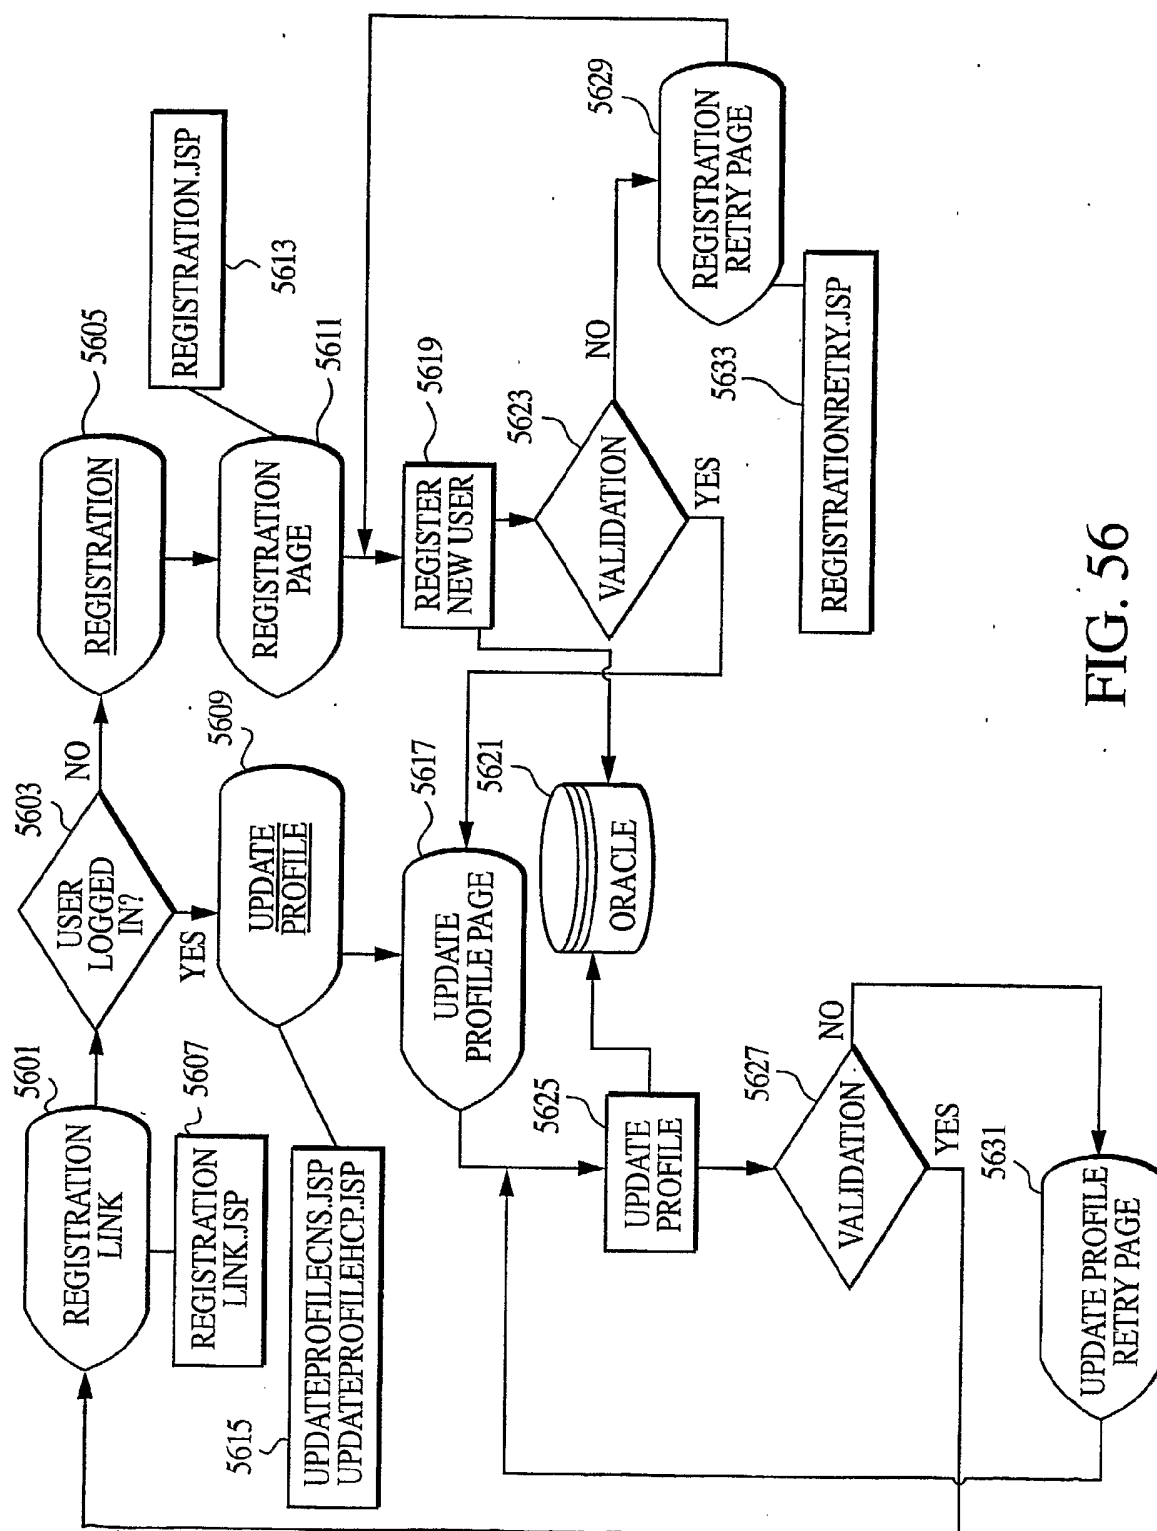 5601
REGISTRATION
LINK
5607
REGISTRATION
LINK.JSP
5603
USER
LOGGED
IN?
NO
YES
5605
REGISTRATION
REGISTRATION.JSP
5613
5611
REGISTRATION
PAGE
5609
UPDATE
PROFILE
5615
UPDATEPROFILECNS.JSP
UPDATEPROFILEHCP.JSP
5617
UPDATE
PROFILE PAGE
5619
REGISTER
NEW USER
5621
ORACLE
5623
VALIDATION
NO
YES
5629
REGISTRATION
RETRY PAGE
5633
REGISTRATIONRETRY.JSP
5625
UPDATE
PROFILE
5627
VALIDATION
NO
YES
5631
UPDATE PROFILE
RETRY PAGE
FIG. 56